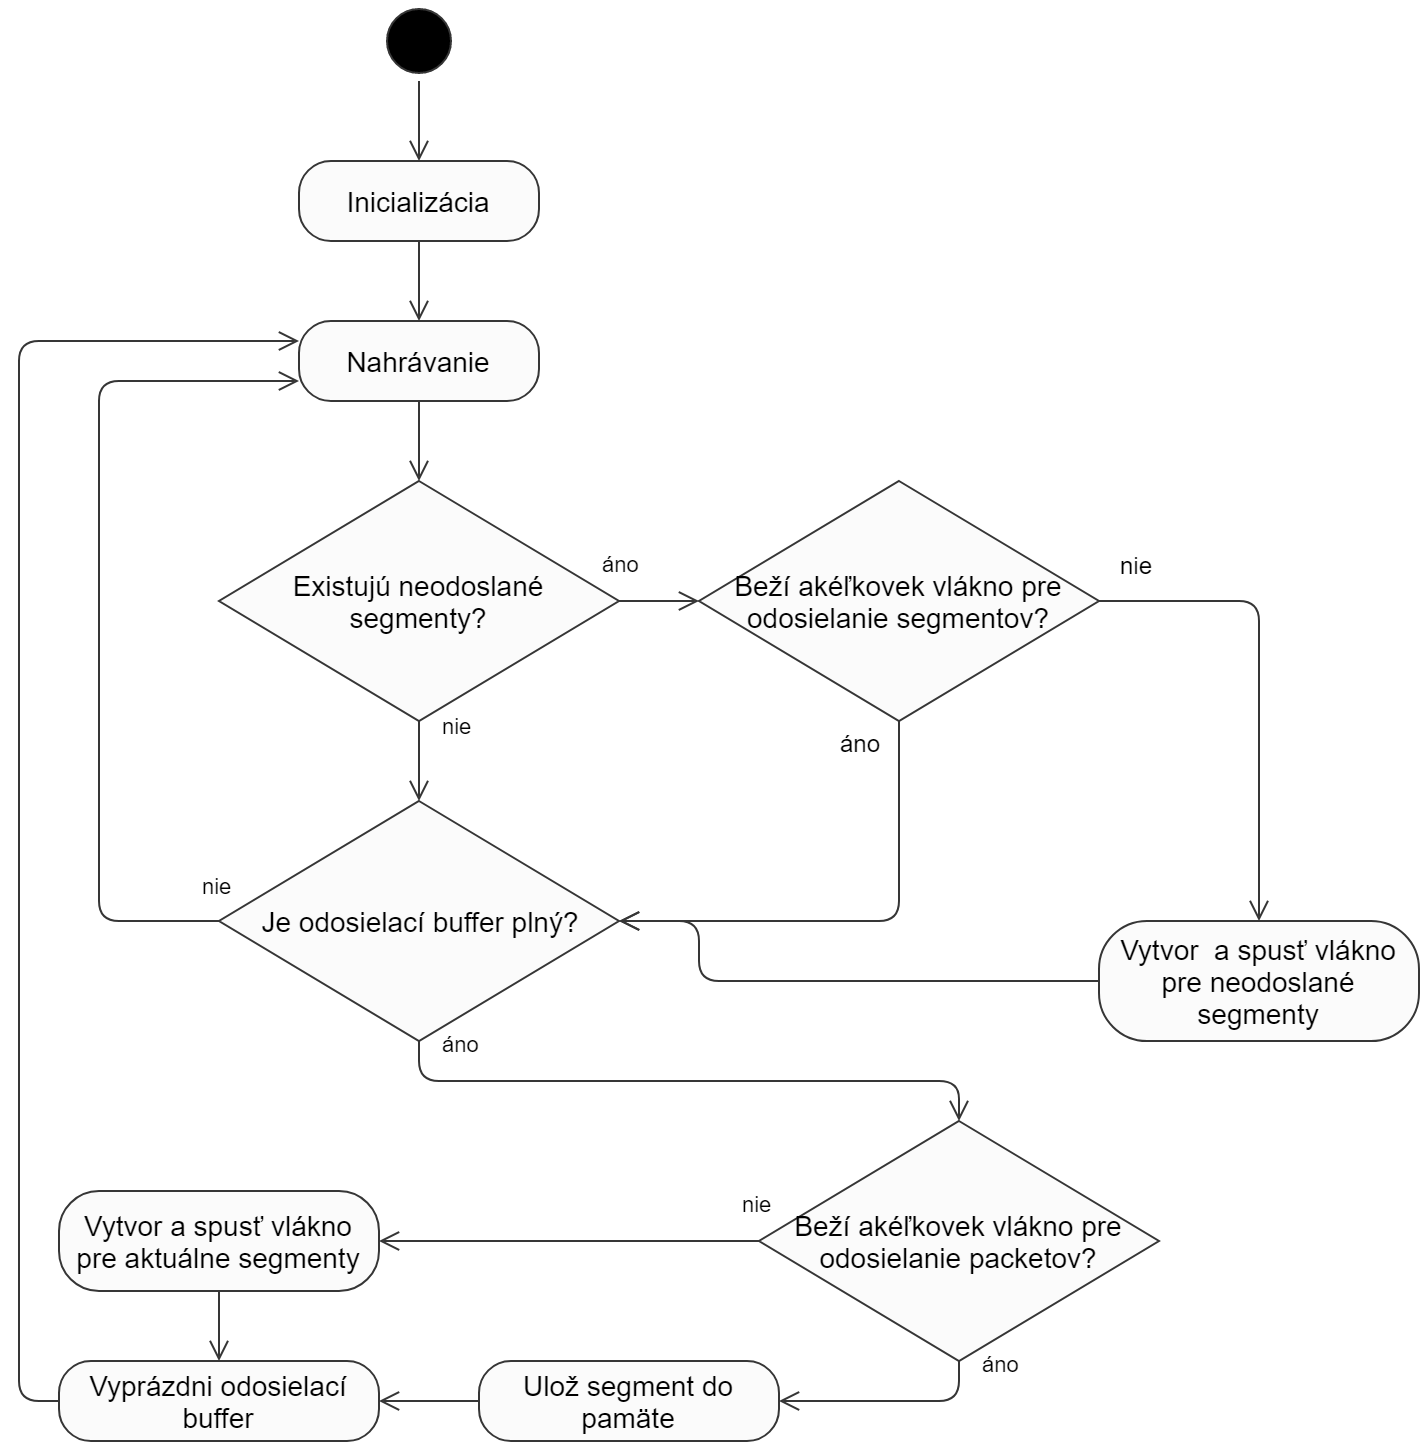 Inicializácia
Nahrávanie
Existujú neodoslané
segmenty?
áno
Beží akéľkovek vlákno pre
odosielanie segmentov?
nie
nie
áno
nie
Je odosielací buffer plný?
Vytvor  a spusť vlákno
pre neodoslané
segmenty
áno
nie
Beží akéľkovek vlákno pre
odosielanie packetov?
Vytvor a spusť vlákno
pre aktuálne segmenty
áno
Vyprázdni odosielací
buffer
Ulož segment do
pamäte